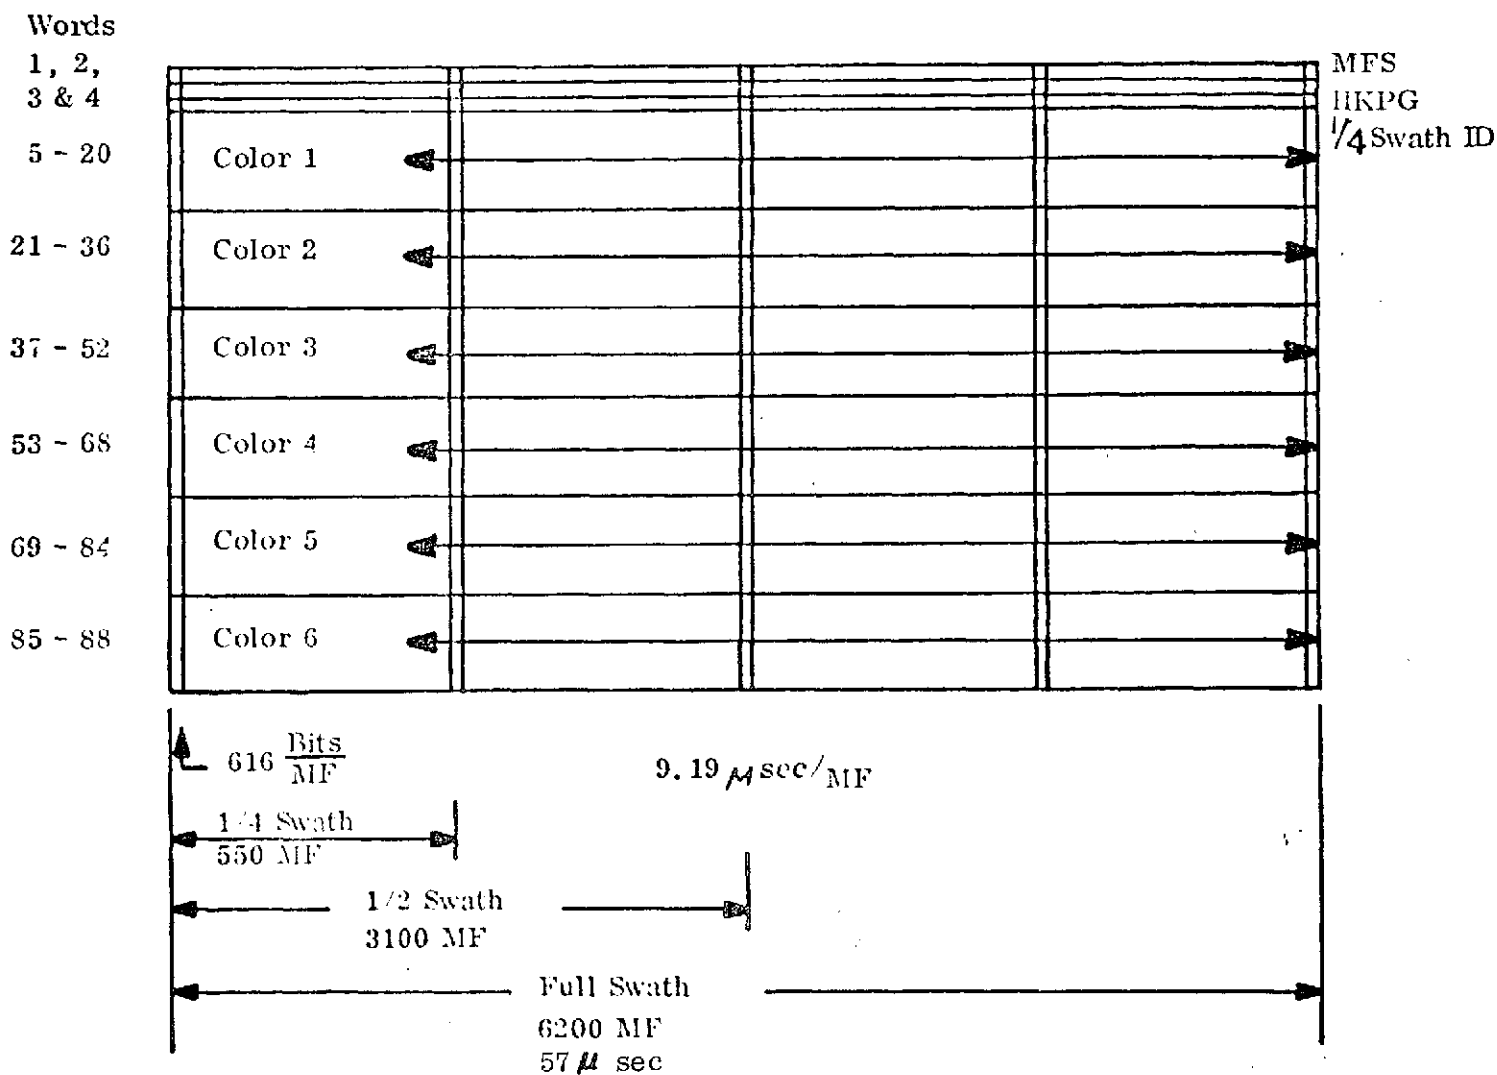 Words
1, 2,
3 & 4
MFS
HKPG
1/4 Swath ID
5 - 20
Color 1
21 - 36
Color 2
37 - 52
Color 3
53 - 68
Color 4
69 - 84
Color 5
85 - 88
Color 6
616 Bits/MF
9.19 μ sec/MF
1/4 Swath
550 MF
1/2 Swath
3100 MF
Full Swath
6200 MF
57 μ sec